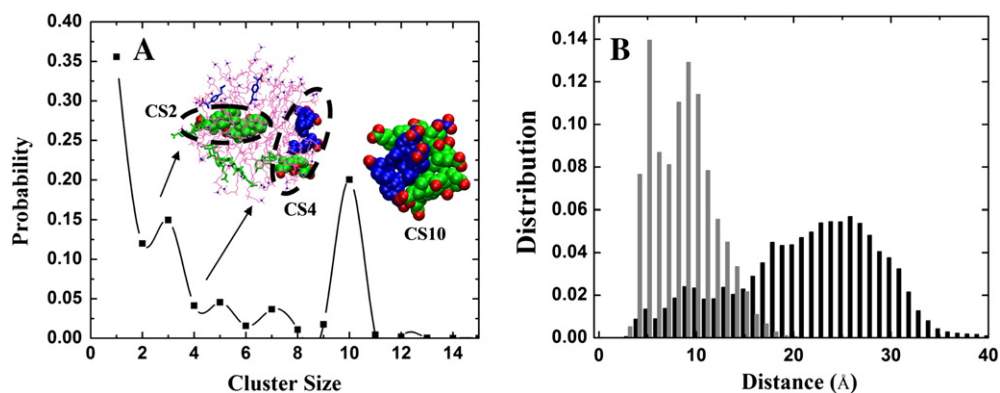 A
0.40
0.35
0.30
0.25
0.20
0.15
0.10
0.05
0.00
Probability
CS2
CS4
CS10
0 2 4 6 8 10 12 14
Cluster Size
B
0.14
0.12
0.10
0.08
0.06
0.04
0.02
0.00
Distribution
0 10 20 30 40
Distance (Å)